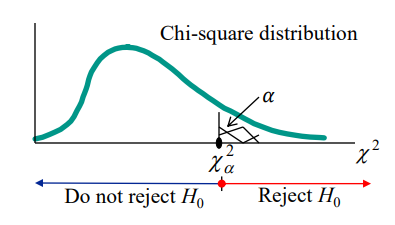 Chi-square distribution
α
χ²α
χ²
Do not reject H₀
Reject H₀